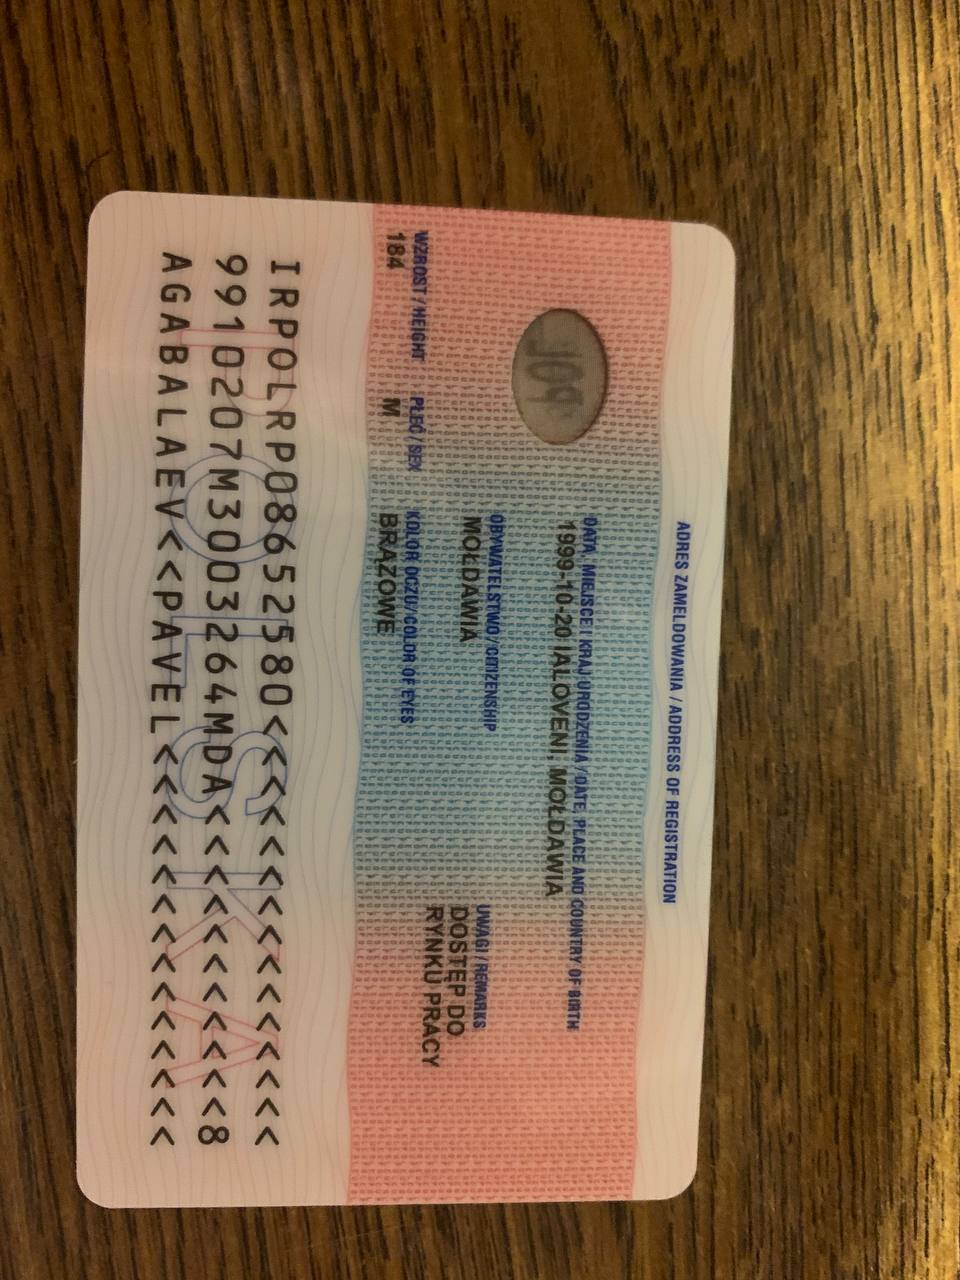 ADRES ZAMELDOWANIA / ADDRESS OF REGISTRATION
DATA, MIEJSCE I KRAJ URODZENIA / DATE, PLACE AND COUNTRY OF BIRTH
1999-10-20 IALOVENI, MOŁDAWIA
OBYWATELSTWO / CITIZENSHIP
MOŁDAWIA
UWAGI / REMARKS
DOSTĘP DO
RYNKU PRACY
WZROST / HEIGHT PŁEĆ / SEX KOLOR OCZU / COLOR OF EYES
184 M BRĄZOWE
POLSKA
IRPOLRP08652580<<<<<<<<<<<<<<<
9910207M3003264MDA<<<<<<<<<<<8
AGABALAEV<<PAVEL<<<<<<<<<<<<<<